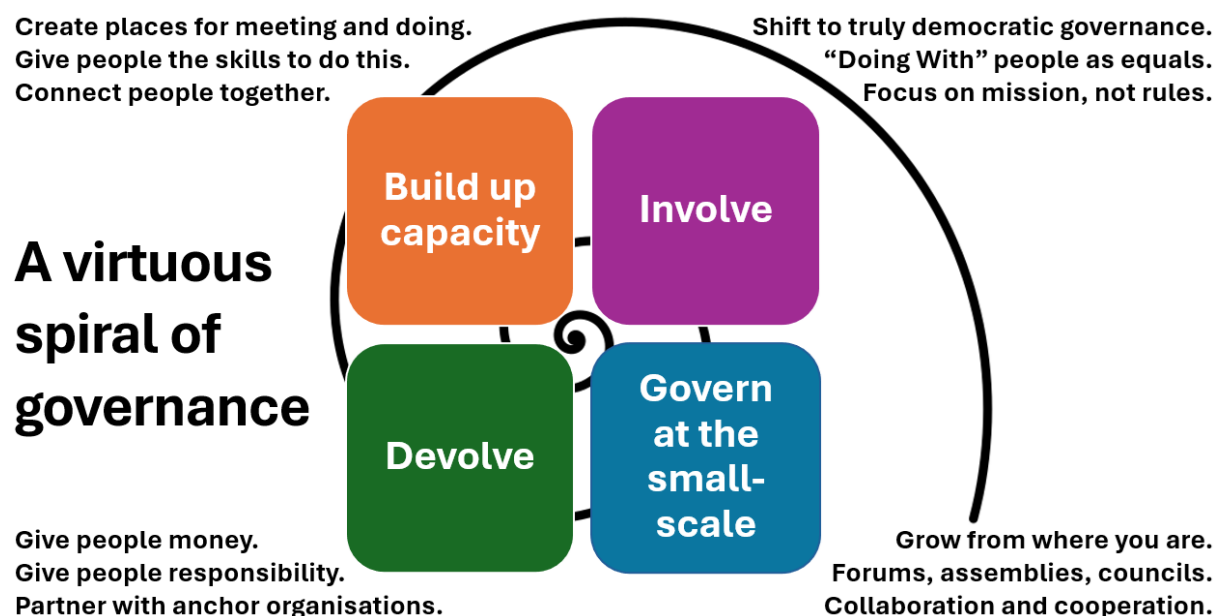 Create places for meeting and doing.
Give people the skills to do this.
Connect people together.
Shift to truly democratic governance.
“Doing With” people as equals.
Focus on mission, not rules.
Build up
capacity
Involve
A virtuous
spiral of
governance
Devolve
Govern
at the
small-
scale
Give people money.
Give people responsibility.
Partner with anchor organisations.
Grow from where you are.
Forums, assemblies, councils.
Collaboration and cooperation.